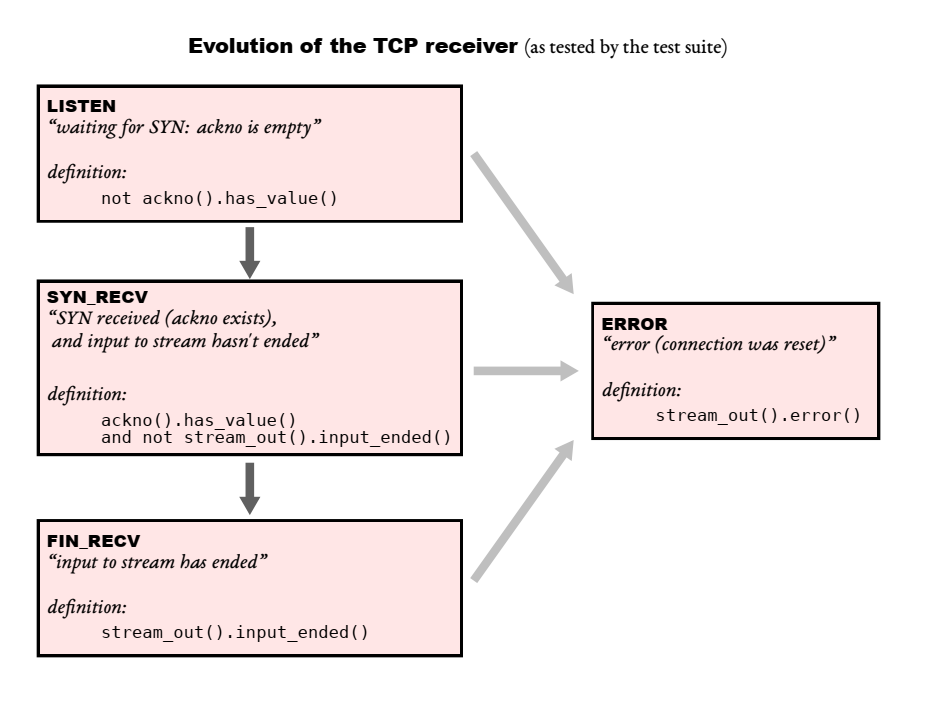 Evolution of the TCP receiver (as tested by the test suite)
LISTEN
“waiting for SYN: ackno is empty”
definition:
not ackno().has_value()
SYN_RECV
“SYN received (ackno exists),
and input to stream hasn't ended”
definition:
ackno().has_value()
and not stream_out().input_ended()
FIN_RECV
“input to stream has ended”
definition:
stream_out().input_ended()
ERROR
“error (connection was reset)”
definition:
stream_out().error()